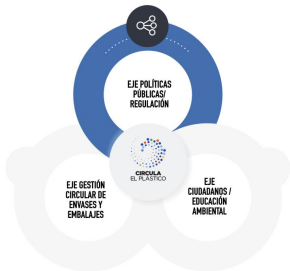 EJE POLÍTICAS
PÚBLICAS/
REGULACIÓN
CIRCULA
EL PLÁSTICO
EJE GESTIÓN
CIRCULAR DE
ENVASES Y
EMBALAJES
EJE
CIUDADANOS /
EDUCACIÓN
AMBIENTAL